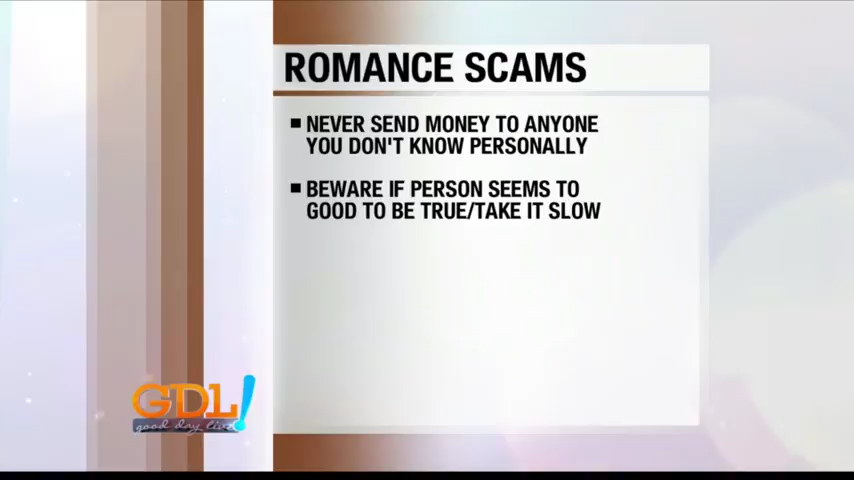 ROMANCE SCAMS
■ NEVER SEND MONEY TO ANYONE
YOU DON'T KNOW PERSONALLY
■ BEWARE IF PERSON SEEMS TO
GOOD TO BE TRUE/TAKE IT SLOW
GDL!
good day live